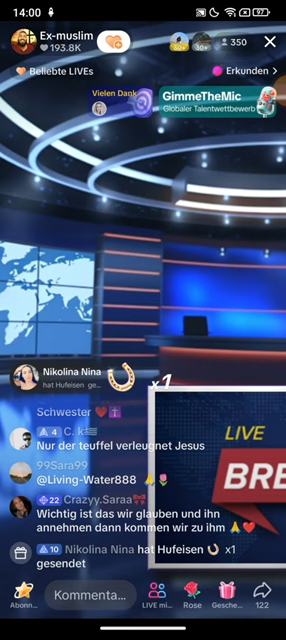 14:00
97
Ex-muslim
193.8K
50+
30+
350
Beliebte LIVEs
Erkunden >
Vielen Dank
GimmeTheMic
Globaler Talentwettbewerb
Nikolina Nina
hat Hufeisen ge...
x1
Schwester
4 C. k
Nur der teuffel verleugnet Jesus
99Sara99
@Living-Water888
22 Crazyy.Saraa
Wichtig ist das wir glauben und ihn
annehmen dann kommen wir zu ihm
10 Nikolina Nina hat Hufeisen x1
gesendet
LIVE
BRE
Abonn...
Kommenta...
LIVE mi...
Rose
Gesche...
122